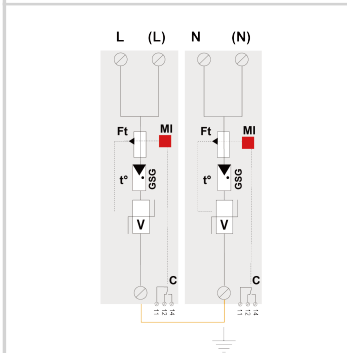 L (L) N (N)
Ft MI Ft MI
t° GSG t° GSG
V V
C C
11 12 14 11 12 14